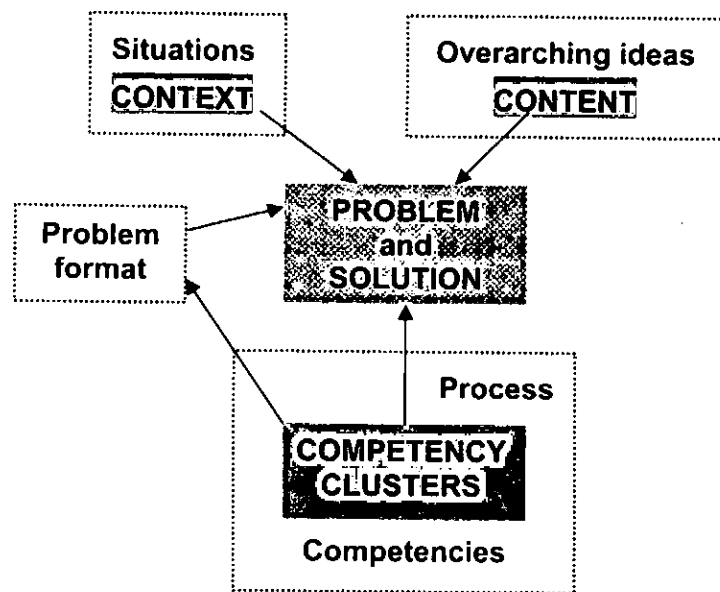 Situations
CONTEXT
Overarching ideas
CONTENT
PROBLEM
and
SOLUTION
Problem
format
Process
COMPETENCY
CLUSTERS
Competencies